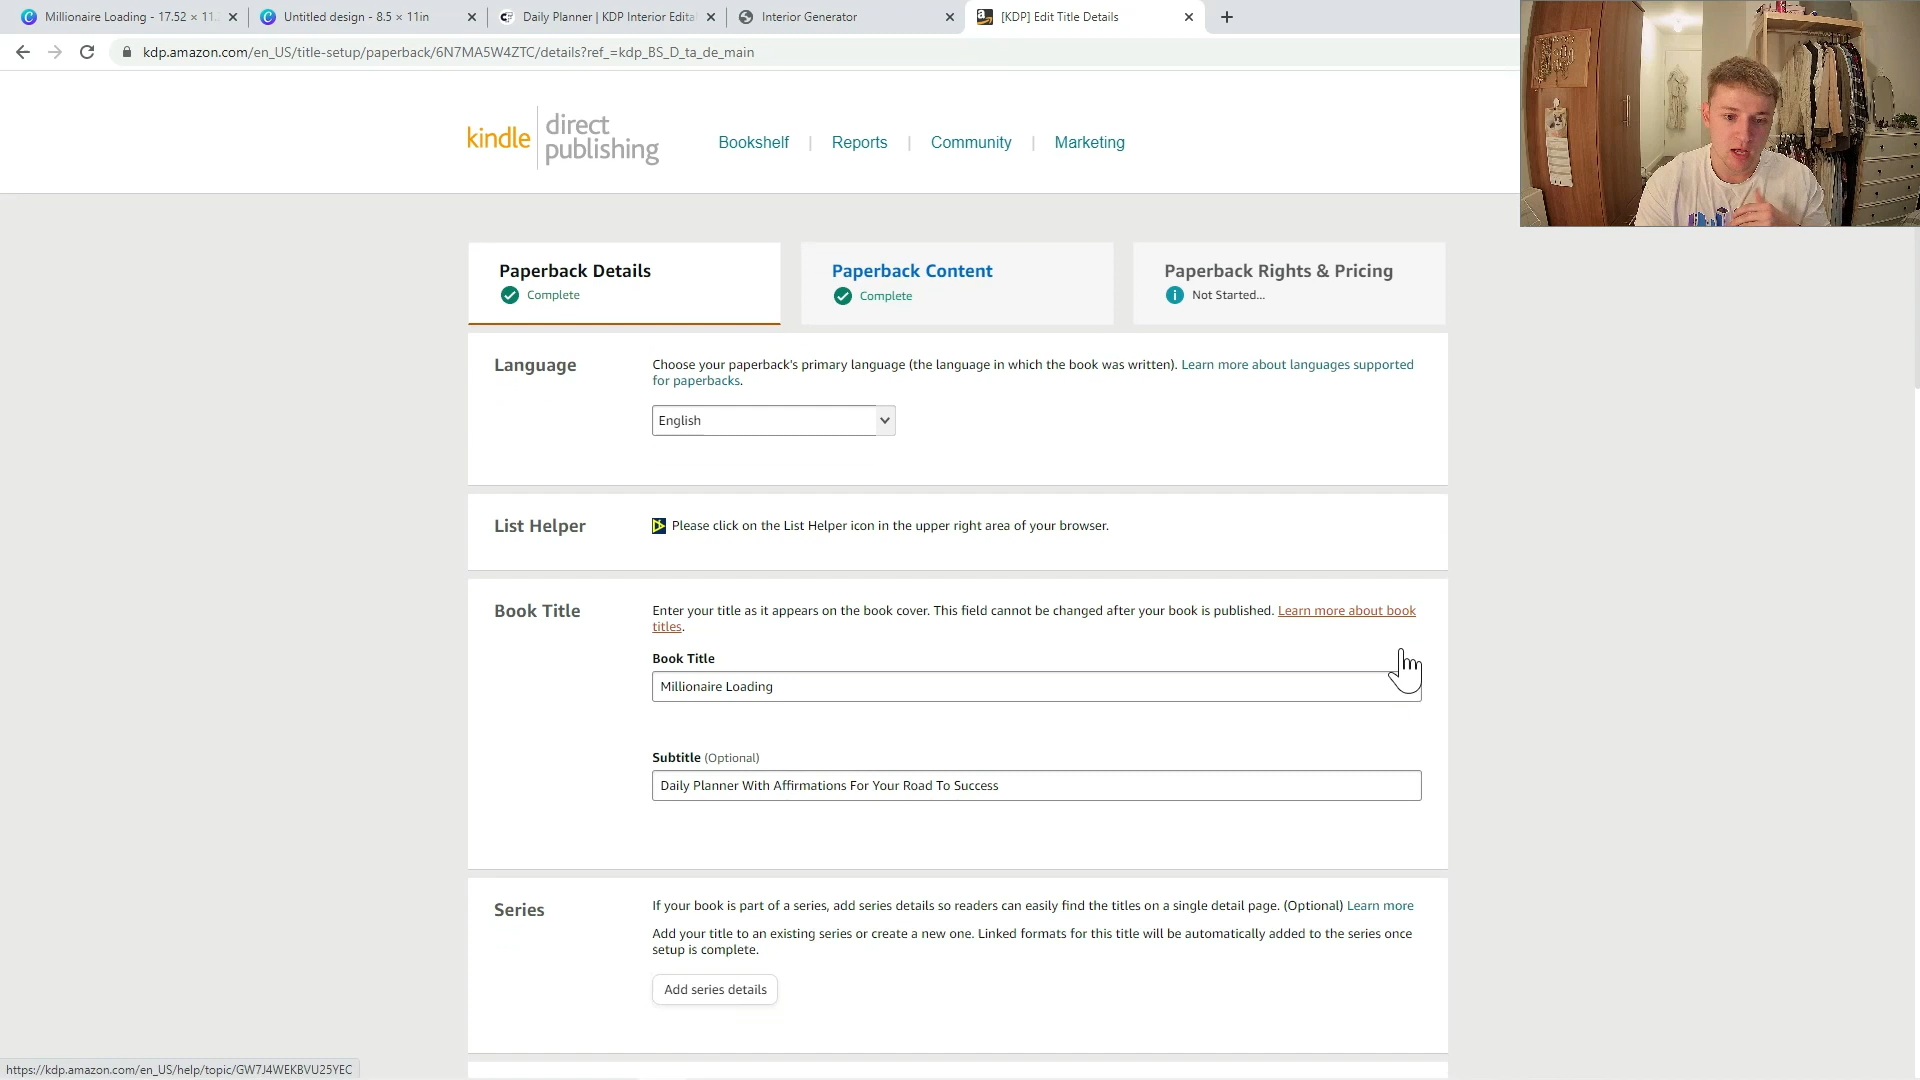 Millionaire Loading - 17.52 × 11.
Untitled design - 8.5 × 11in
Daily Planner | KDP Interior Edita
Interior Generator
[KDP] Edit Title Details
kdp.amazon.com/en_US/title-setup/paperback/6N7MA5W4ZTC/details?ref_=kdp_BS_D_ta_de_main
kindle direct publishing
Bookshelf | Reports | Community | Marketing
Paperback Details
Complete
Paperback Content
Complete
Paperback Rights & Pricing
Not Started...
Language
Choose your paperback's primary language (the language in which the book was written). Learn more about languages supported
for paperbacks.
English
List Helper
Please click on the List Helper icon in the upper right area of your browser.
Book Title
Enter your title as it appears on the book cover. This field cannot be changed after your book is published. Learn more about book
titles.
Book Title
Millionaire Loading
Subtitle (Optional)
Daily Planner With Affirmations For Your Road To Success
Series
If your book is part of a series, add series details so readers can easily find the titles on a single detail page. (Optional) Learn more
Add your title to an existing series or create a new one. Linked formats for this title will be automatically added to the series once
setup is complete.
Add series details
https://kdp.amazon.com/en_US/help/topic/GW7J4WEKBVU25YEC